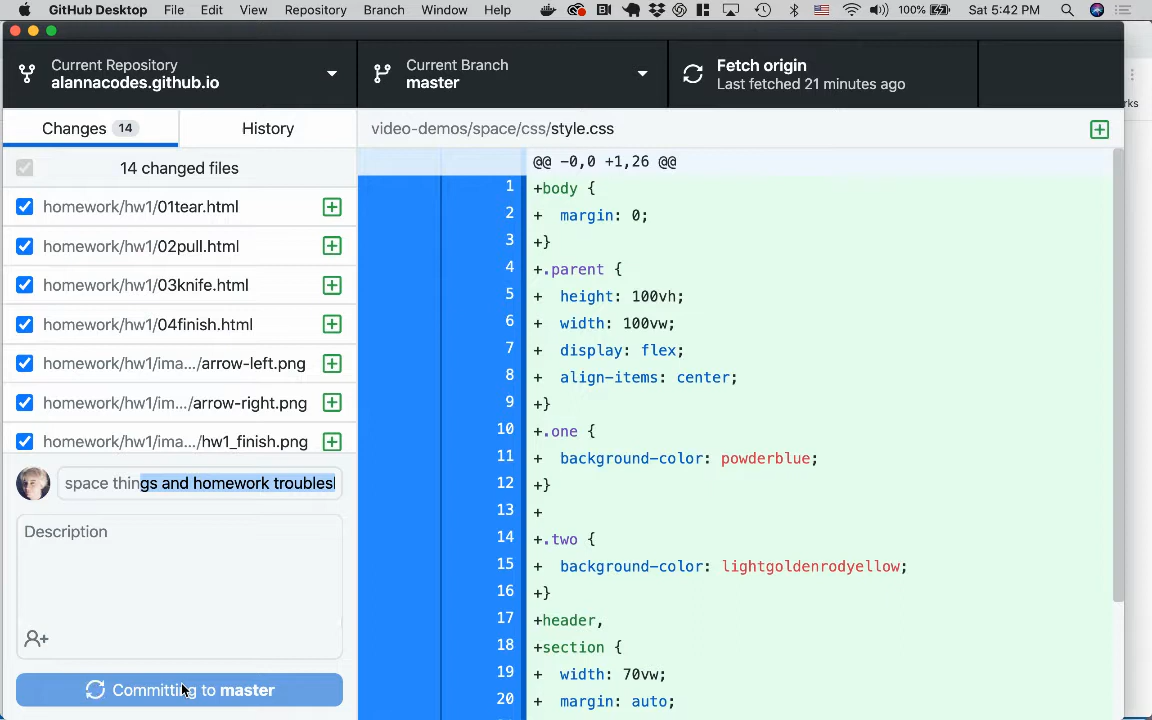 GitHub Desktop File Edit View Repository Branch Window Help 100% Sat 5:42 PM
Current Repository
alannacodes.github.io
Current Branch
master
Fetch origin
Last fetched 21 minutes ago
rks
Changes 14
History
video-demos/space/css/style.css
14 changed files
homework/hw1/01tear.html
homework/hw1/02pull.html
homework/hw1/03knife.html
homework/hw1/04finish.html
homework/hw1/ima.../arrow-left.png
homework/hw1/im.../arrow-right.png
homework/hw1/ima.../hw1_finish.png
space things and homework troubles
Description
Committing to master
@@ -0,0 +1,26 @@
1 +body {
2 + margin: 0;
3 +}
4 +.parent {
5 + height: 100vh;
6 + width: 100vw;
7 + display: flex;
8 + align-items: center;
9 +}
10 +.one {
11 + background-color: powderblue;
12 +}
13 +
14 +.two {
15 + background-color: lightgoldenrodyellow;
16 +}
17 +header,
18 +section {
19 + width: 70vw;
20 + margin: auto;